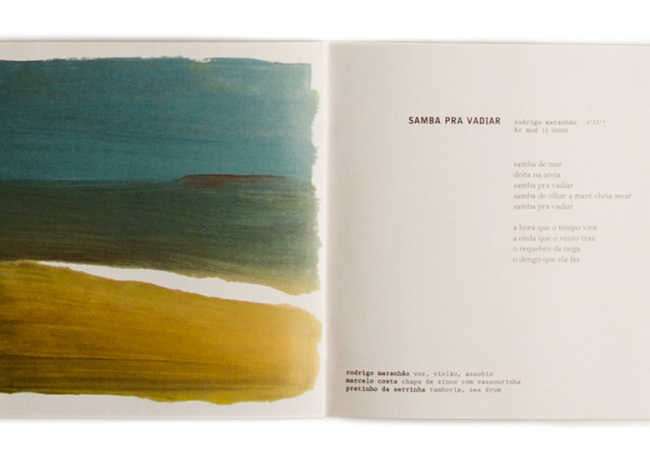 SAMBA PRA VADIAR rodrigo maranhão 4'23''
br mud 10 00088
samba de mar
deita na areia
samba pra vadiar
samba de olhar a maré cheia secar
samba pra vadiar
a hora que o tempo vira
a onda que o vento traz
o requebro da nega
o dengo que ela faz
rodrigo maranhão voz, violão, assobio
marcelo costa chapa de zinco com vassourinha
pretinho da serrinha tamborim, sea drum